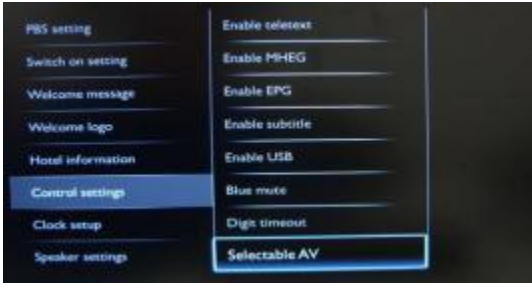 PBS setting
Switch on setting
Welcome message
Welcome logo
Hotel information
Control settings
Clock setup
Speaker settings
Enable teletext
Enable MHEG
Enable EPG
Enable subtitle
Enable USB
Blue mute
Digit timeout
Selectable AV